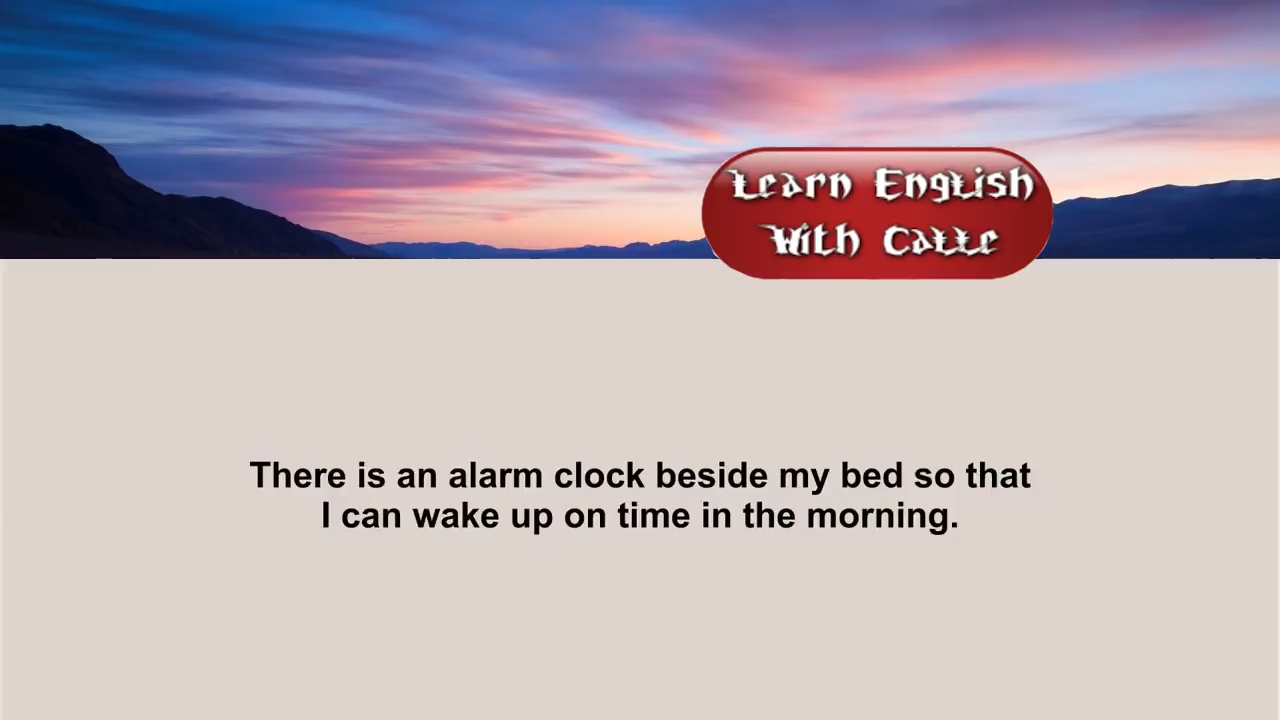 Learn English
With Calle
There is an alarm clock beside my bed so that
I can wake up on time in the morning.